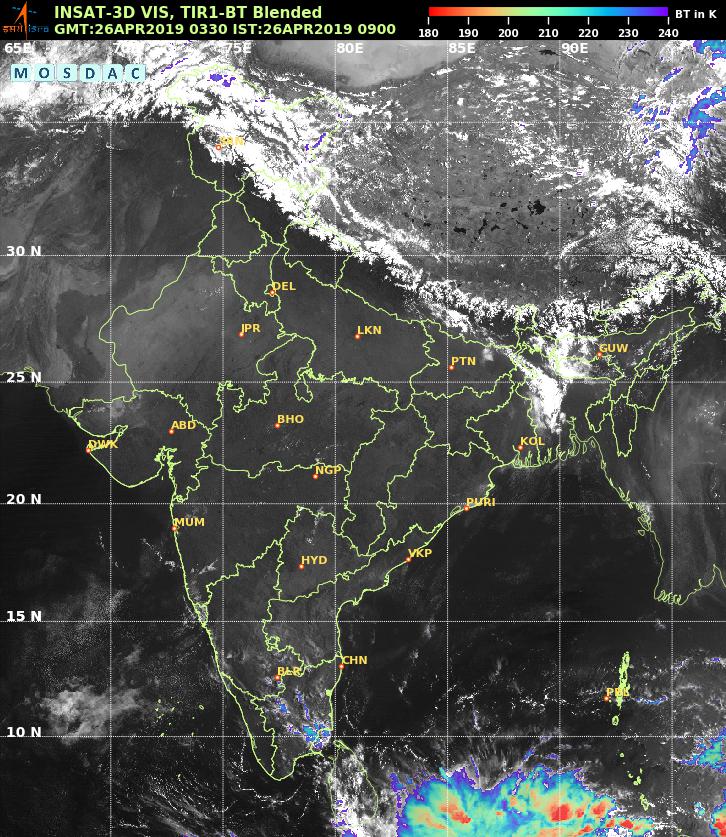 INSAT-3D VIS, TIR1-BT Blended
GMT:26APR2019 0330 IST:26APR2019 0900
BT in K
180 190 200 210 220 230 240
65E 70E 75E 80E 85E 90E
M O S D A C
30 N
DEL
JPR
LKN
GUW
PTN
25 N
BHO
ABD
DWK
KOL
NGP
20 N
PURI
MUM
VKP
HYD
15 N
CHN
BLR
PBL
10 N